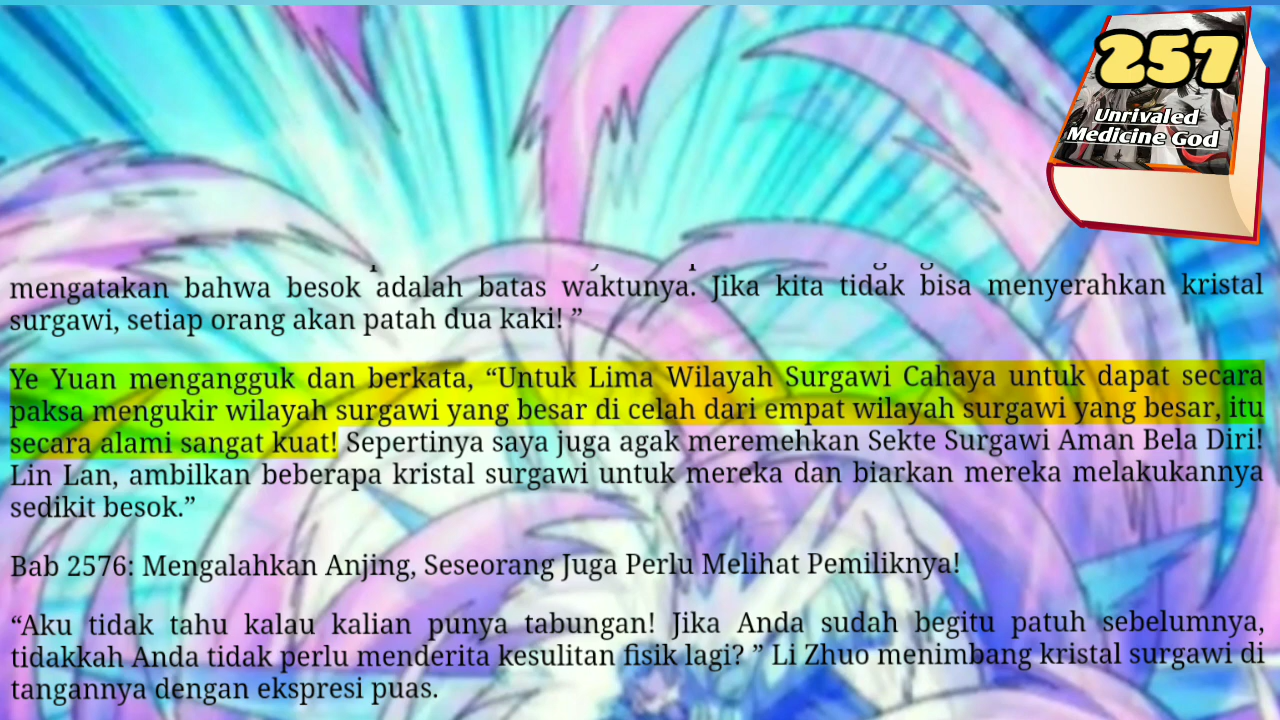 257
Unrivaled
Medicine God
mengatakan bahwa besok adalah batas waktunya. Jika kita tidak bisa menyerahkan kristal
surgawi, setiap orang akan patah dua kaki! ”
Ye Yuan mengangguk dan berkata, “Untuk Lima Wilayah Surgawi Cahaya untuk dapat secara
paksa mengukir wilayah surgawi yang besar di celah dari empat wilayah surgawi yang besar, itu
secara alami sangat kuat! Sepertinya saya juga agak meremehkan Sekte Surgawi Aman Bela Diri!
Lin Lan, ambilkan beberapa kristal surgawi untuk mereka dan biarkan mereka melakukannya
sedikit besok.”
Bab 2576: Mengalahkan Anjing, Seseorang Juga Perlu Melihat Pemiliknya!
“Aku tidak tahu kalau kalian punya tabungan! Jika Anda sudah begitu patuh sebelumnya,
tidakkah Anda tidak perlu menderita kesulitan fisik lagi? ” Li Zhuo menimbang kristal surgawi di
tangannya dengan ekspresi puas.